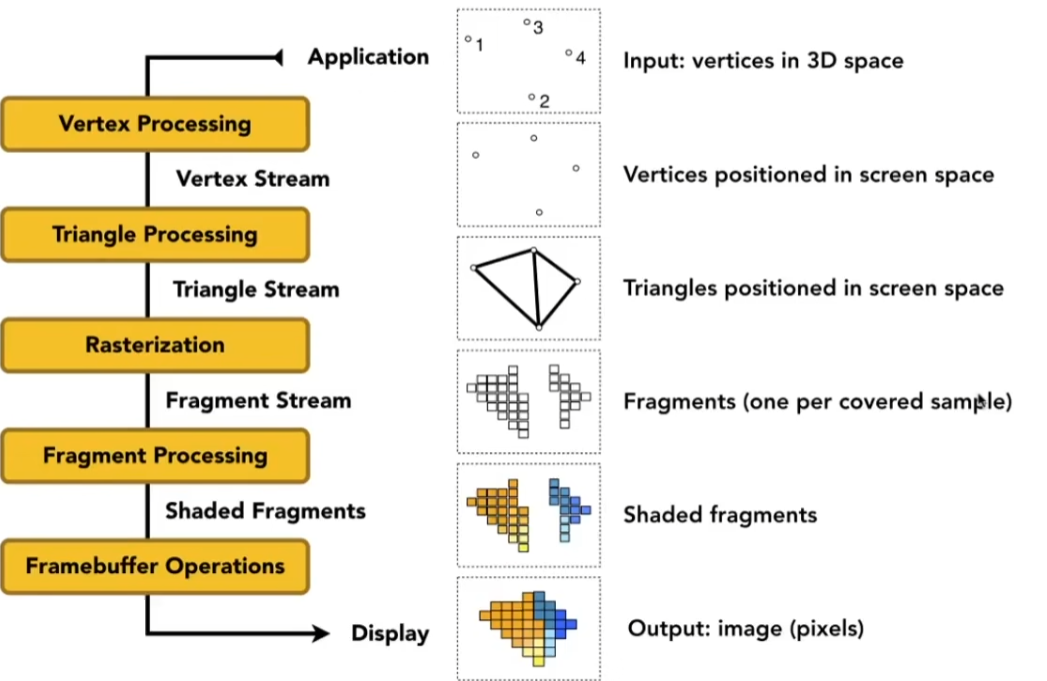 Application
3
1
4
2
Input: vertices in 3D space
Vertex Processing
Vertex Stream
Vertices positioned in screen space
Triangle Processing
Triangle Stream
Triangles positioned in screen space
Rasterization
Fragment Stream
Fragments (one per covered sample)
Fragment Processing
Shaded Fragments
Shaded fragments
Framebuffer Operations
Display
Output: image (pixels)